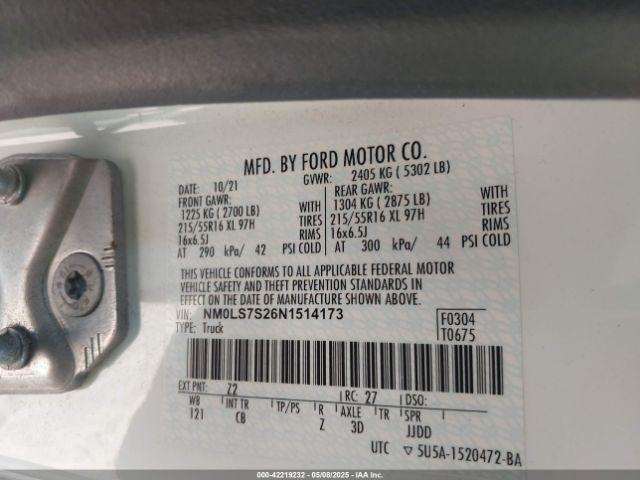 MFD. BY FORD MOTOR CO.
DATE: 10/21 GVWR: 2405 KG ( 5302 LB)
FRONT GAWR: REAR GAWR:
1225 KG ( 2700 LB) WITH 1304 KG ( 2875 LB) WITH
215/55R16 XL 97H TIRES 215/55R16 XL 97H TIRES
16x6.5J RIMS 16x6.5J RIMS
AT 290 kPa/ 42 PSI COLD AT 300 kPa/ 44 PSI COLD
THIS VEHICLE CONFORMS TO ALL APPLICABLE FEDERAL MOTOR
VEHICLE SAFETY AND THEFT PREVENTION STANDARDS IN
EFFECT ON THE DATE OF MANUFACTURE SHOWN ABOVE.
VIN: NM0LS7S26N1514173
TYPE: Truck
F0304
T0675
EXT PNT: Z2 RC: 27 DSO:
WB INT TR TP/PS R AXLE TR SPR
121 CB Z 3D JJDD
UTC ▽ 5U5A-1520472-BA
000-42219232 - 05/08/2025 - IAA Inc.